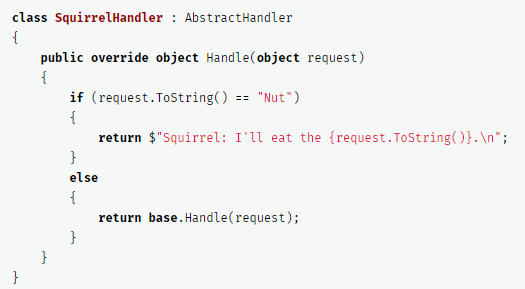 class SquirrelHandler : AbstractHandler
{
    public override object Handle(object request)
    {
        if (request.ToString() == "Nut")
        {
            return $"Squirrel: I'll eat the {request.ToString()}.\n";
        }
        else
        {
            return base.Handle(request);
        }
    }
}